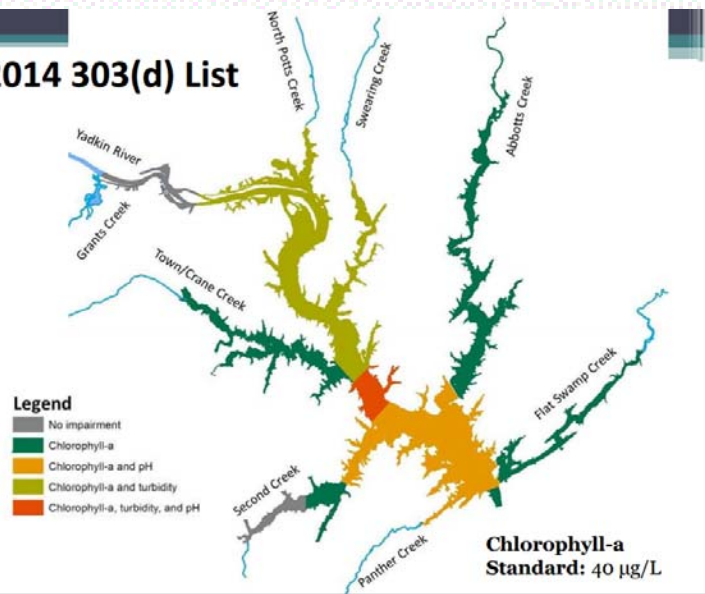 2014 303(d) List
North Potts Creek
Swearing Creek
Abbotts Creek
Yadkin River
Grants Creek
Town/Crane Creek
Flat Swamp Creek
Legend
No impairment
Chlorophyll-a
Chlorophyll-a and pH
Chlorophyll-a and turbidity
Chlorophyll-a, turbidity, and pH
Second Creek
Panther Creek
Chlorophyll-a
Standard: 40 µg/L